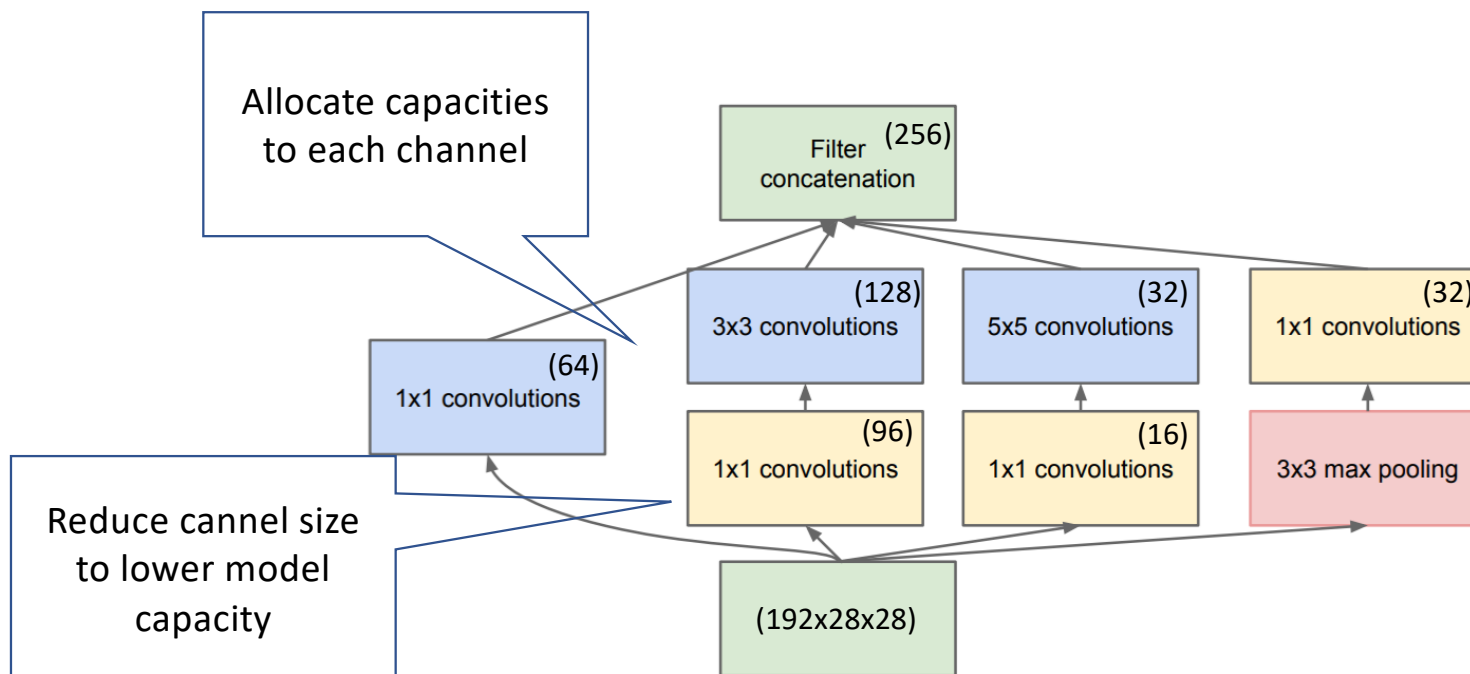 Allocate capacities
to each channel
(256)
Filter
concatenation
(128)
3x3 convolutions
(32)
5x5 convolutions
(32)
1x1 convolutions
(64)
1x1 convolutions
(96)
1x1 convolutions
(16)
1x1 convolutions
3x3 max pooling
Reduce cannel size
to lower model
capacity
(192x28x28)